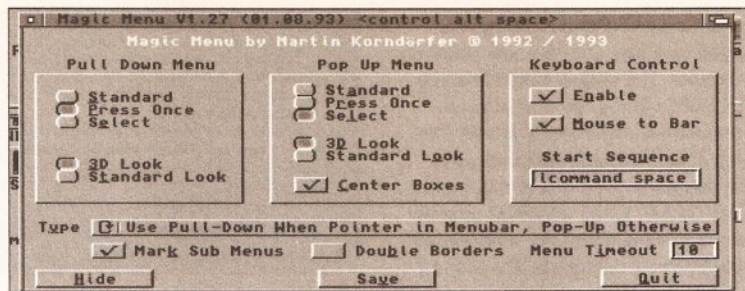 Magic Menu V1.27 (01.08.93) <control alt space>
Magic Menu by Martin Korndörfer © 1992 / 1993
Pull Down Menu
Standard
Press Once
Select
3D Look
Standard Look
Pop Up Menu
Standard
Press Once
Select
3D Look
Standard Look
Center Boxes
Keyboard Control
Enable
Mouse to Bar
Start Sequence
lcommand space
Type Use Pull-Down When Pointer in Menubar, Pop-Up Otherwise
Mark Sub Menus Double Borders Menu Timeout 10
Hide Save Quit